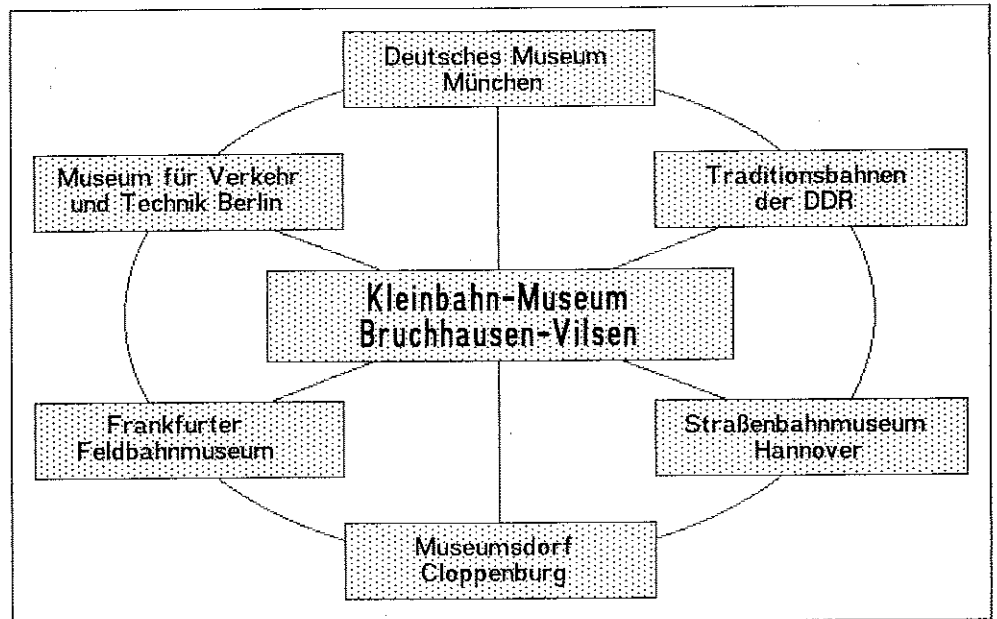 Deutsches Museum
München
Museum für Verkehr
und Technik Berlin
Traditionsbahnen
der DDR
Kleinbahn-Museum
Bruchhausen-Vilsen
Frankfurter
Feldbahnmuseum
Straßenbahnmuseum
Hannover
Museumsdorf
Cloppenburg